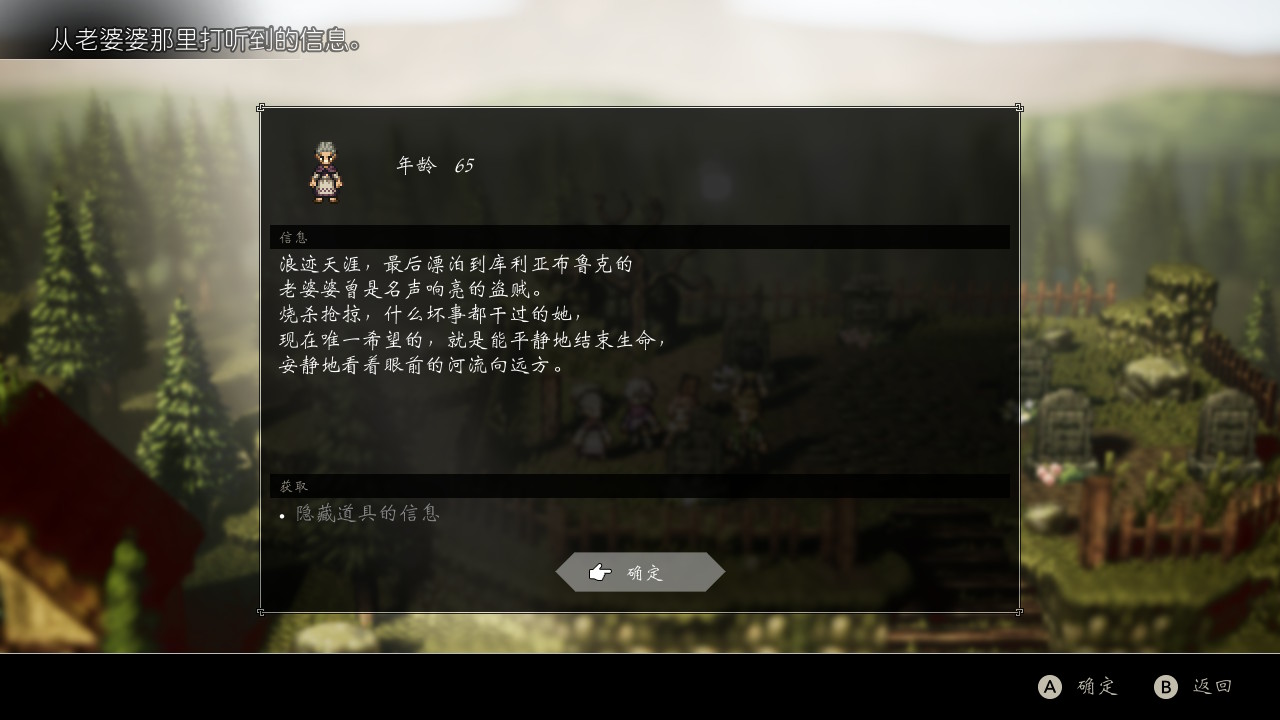 从老婆婆那里打听到的信息。
年龄 65
信息
浪迹天涯，最后漂泊到库利亚布鲁克的
老婆婆曾是名声响亮的盗贼。
烧杀抢掠，什么坏事都干过的她，
现在唯一希望的，就是能平静地结束生命，
安静地看着眼前的河流向远方。
获取
• 隐藏道具的信息
确定
A 确定 B 返回